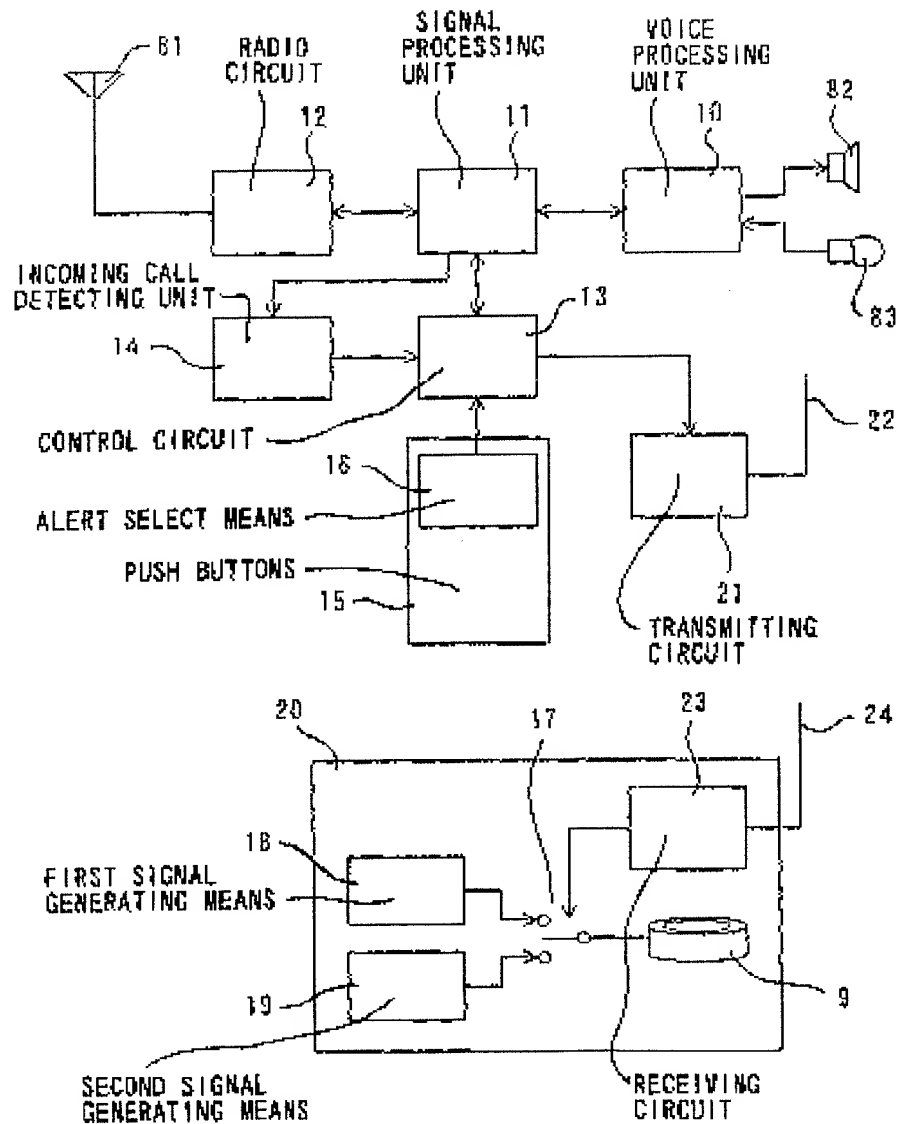 81
RADIO
CIRCUIT
12
SIGNAL
PROCESSING
UNIT
11
VOICE
PROCESSING
UNIT
10
82
83
INCOMING CALL
DETECTING UNIT
14
13
CONTROL CIRCUIT
16
ALERT SELECT MEANS
PUSH BUTTONS
15
22
21
TRANSMITTING
CIRCUIT
20
17
23
24
18
FIRST SIGNAL
GENERATING MEANS
19
9
SECOND SIGNAL
GENERATING MEANS
RECEIVING
CIRCUIT